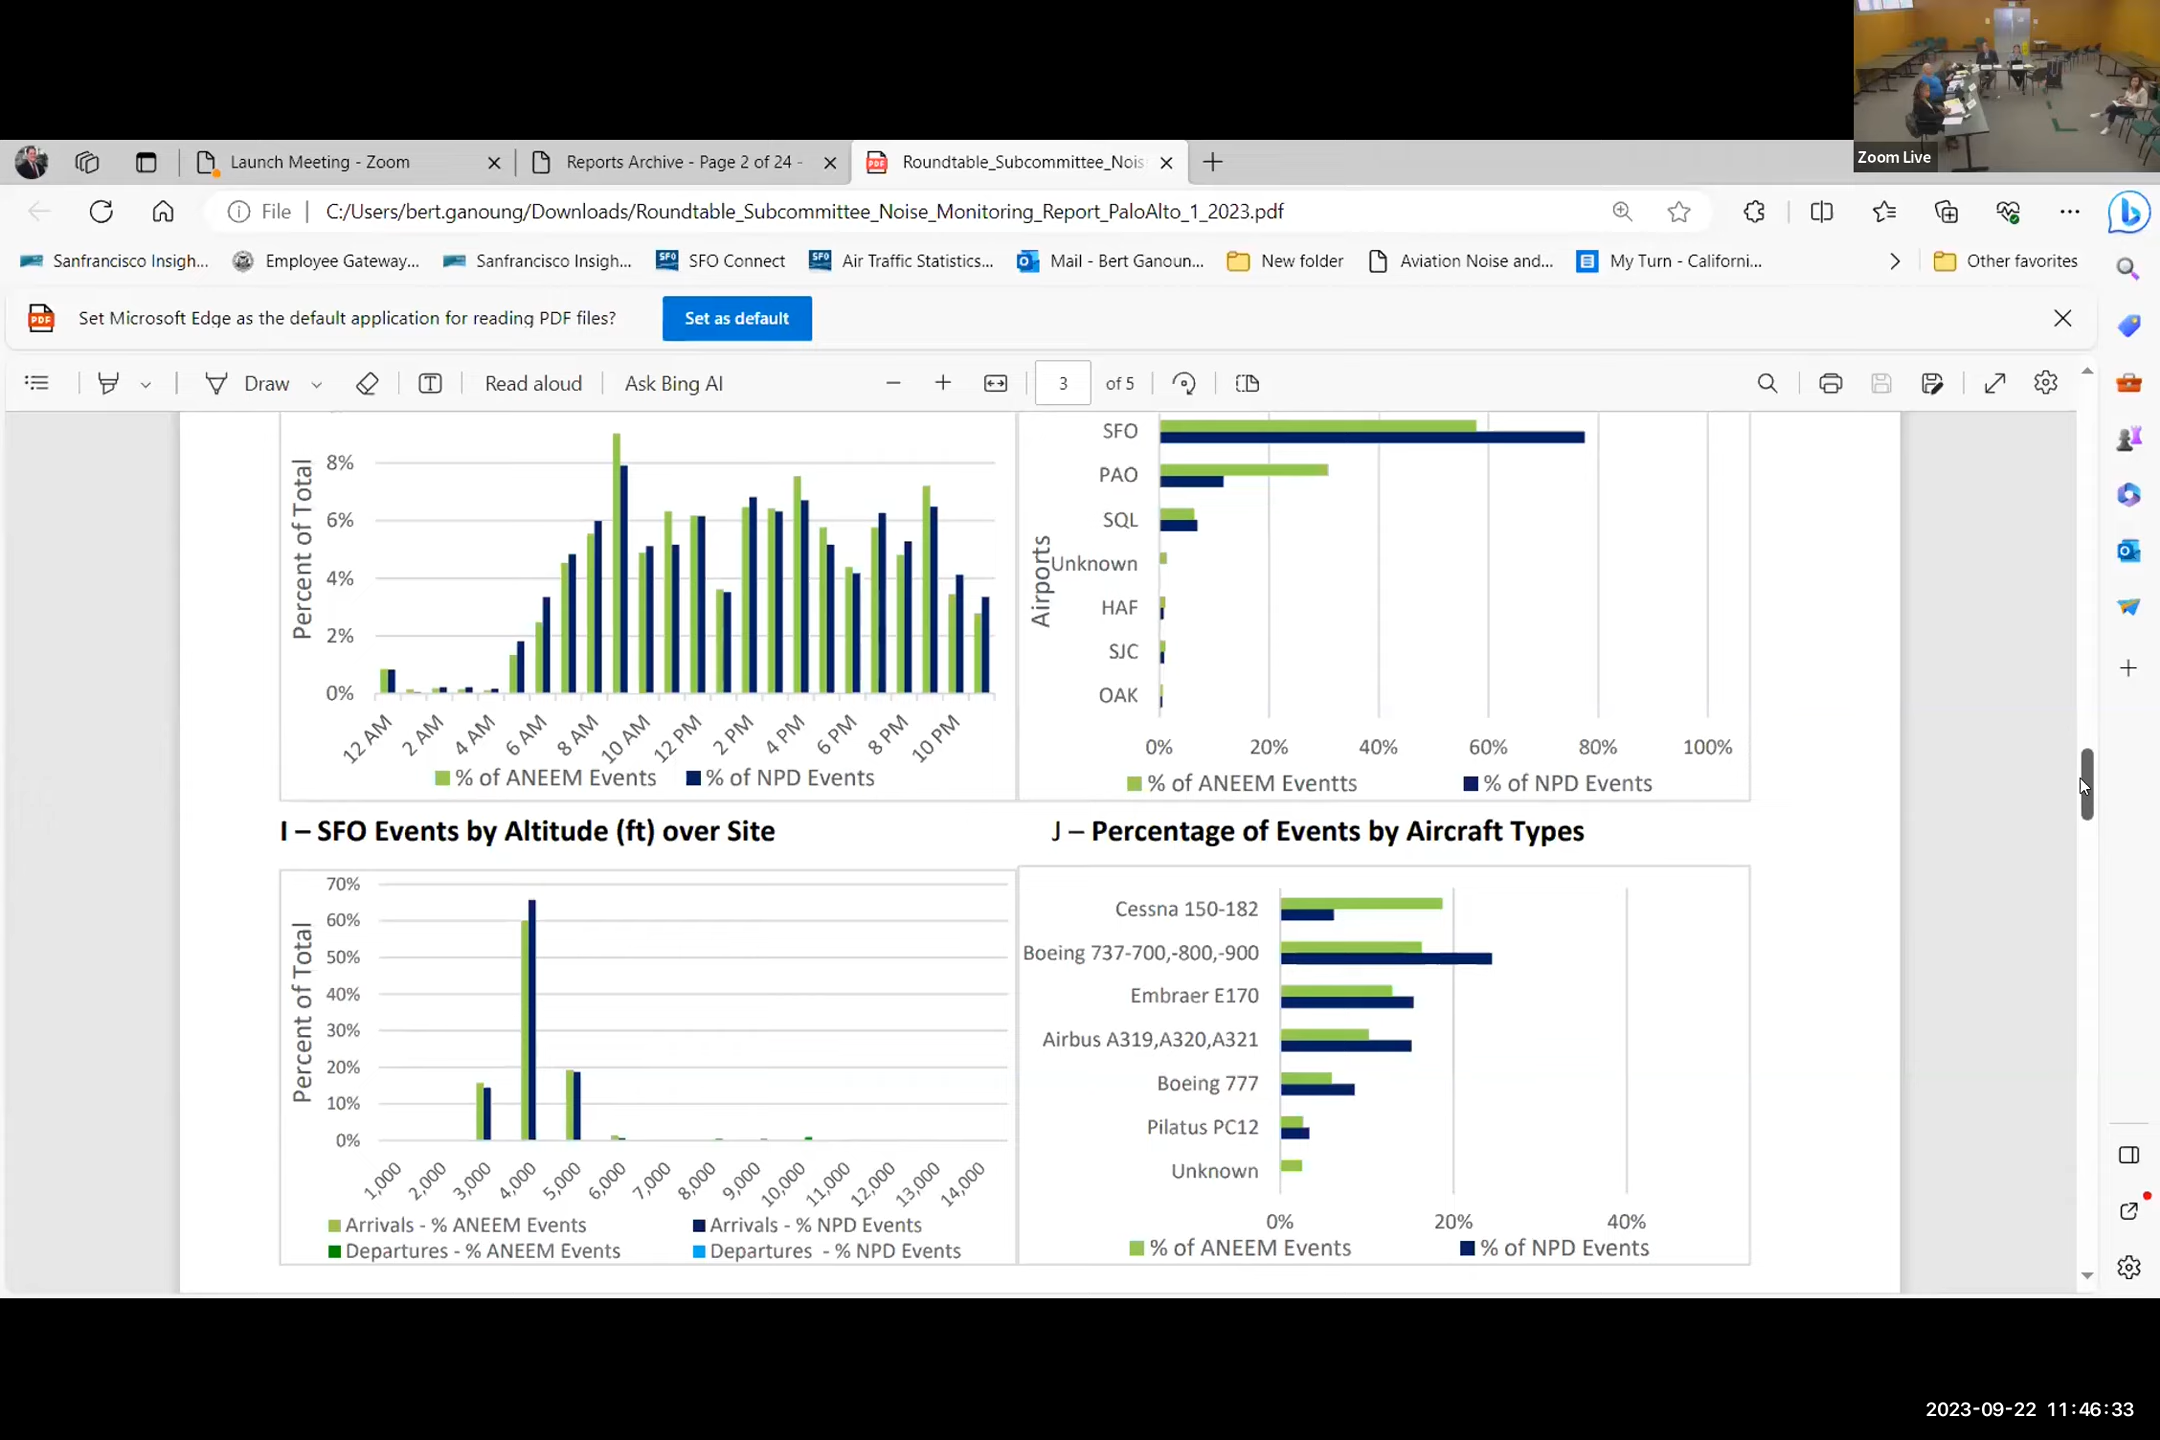 Zoom Live
Launch Meeting - Zoom
Reports Archive - Page 2 of 24 -
Roundtable_Subcommittee_Nois
File
C:/Users/bert.ganoung/Downloads/Roundtable_Subcommittee_Noise_Monitoring_Report_PaloAlto_1_2023.pdf
Sanfrancisco Insigh... Employee Gateway... Sanfrancisco Insigh... SFO Connect Air Traffic Statistics... Mail - Bert Ganoun... New folder Aviation Noise and... My Turn - Californi... Other favorites
Set Microsoft Edge as the default application for reading PDF files? Set as default
Draw Read aloud Ask Bing AI 3 of 5
Percent of Total
8%
6%
4%
2%
0%
12 AM 2 AM 4 AM 6 AM 8 AM 10 AM 12 PM 2 PM 4 PM 6 PM 8 PM 10 PM
% of ANEEM Events % of NPD Events
Airports
SFO
PAO
SQL
Unknown
HAF
SJC
OAK
0% 20% 40% 60% 80% 100%
% of ANEEM Eventts % of NPD Events
I – SFO Events by Altitude (ft) over Site
Percent of Total
70%
60%
50%
40%
30%
20%
10%
0%
1,000 2,000 3,000 4,000 5,000 6,000 7,000 8,000 9,000 10,000 11,000 12,000 13,000 14,000
Arrivals - % ANEEM Events Arrivals - % NPD Events
Departures - % ANEEM Events Departures - % NPD Events
J – Percentage of Events by Aircraft Types
Cessna 150-182
Boeing 737-700,-800,-900
Embraer E170
Airbus A319,A320,A321
Boeing 777
Pilatus PC12
Unknown
0% 20% 40%
% of ANEEM Events % of NPD Events
2023-09-22 11:46:33